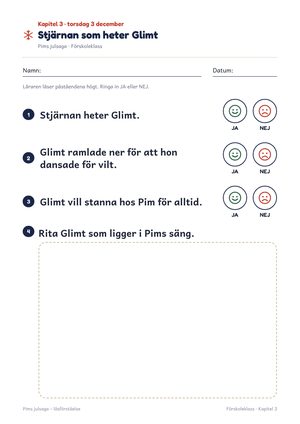 Kapitel 3 · torsdag 3 december
Stjärnan som heter Glimt
Pims julsaga · Förskoleklass
Namn:
Datum:
Läraren läser påståendena högt. Ringa in JA eller NEJ.
1 Stjärnan heter Glimt.
JA NEJ
2 Glimt ramlade ner för att hon
dansade för vilt.
JA NEJ
3 Glimt vill stanna hos Pim för alltid.
JA NEJ
4 Rita Glimt som ligger i Pims säng.
Pims julsaga – läsförståelse
Förskoleklass · Kapitel 3